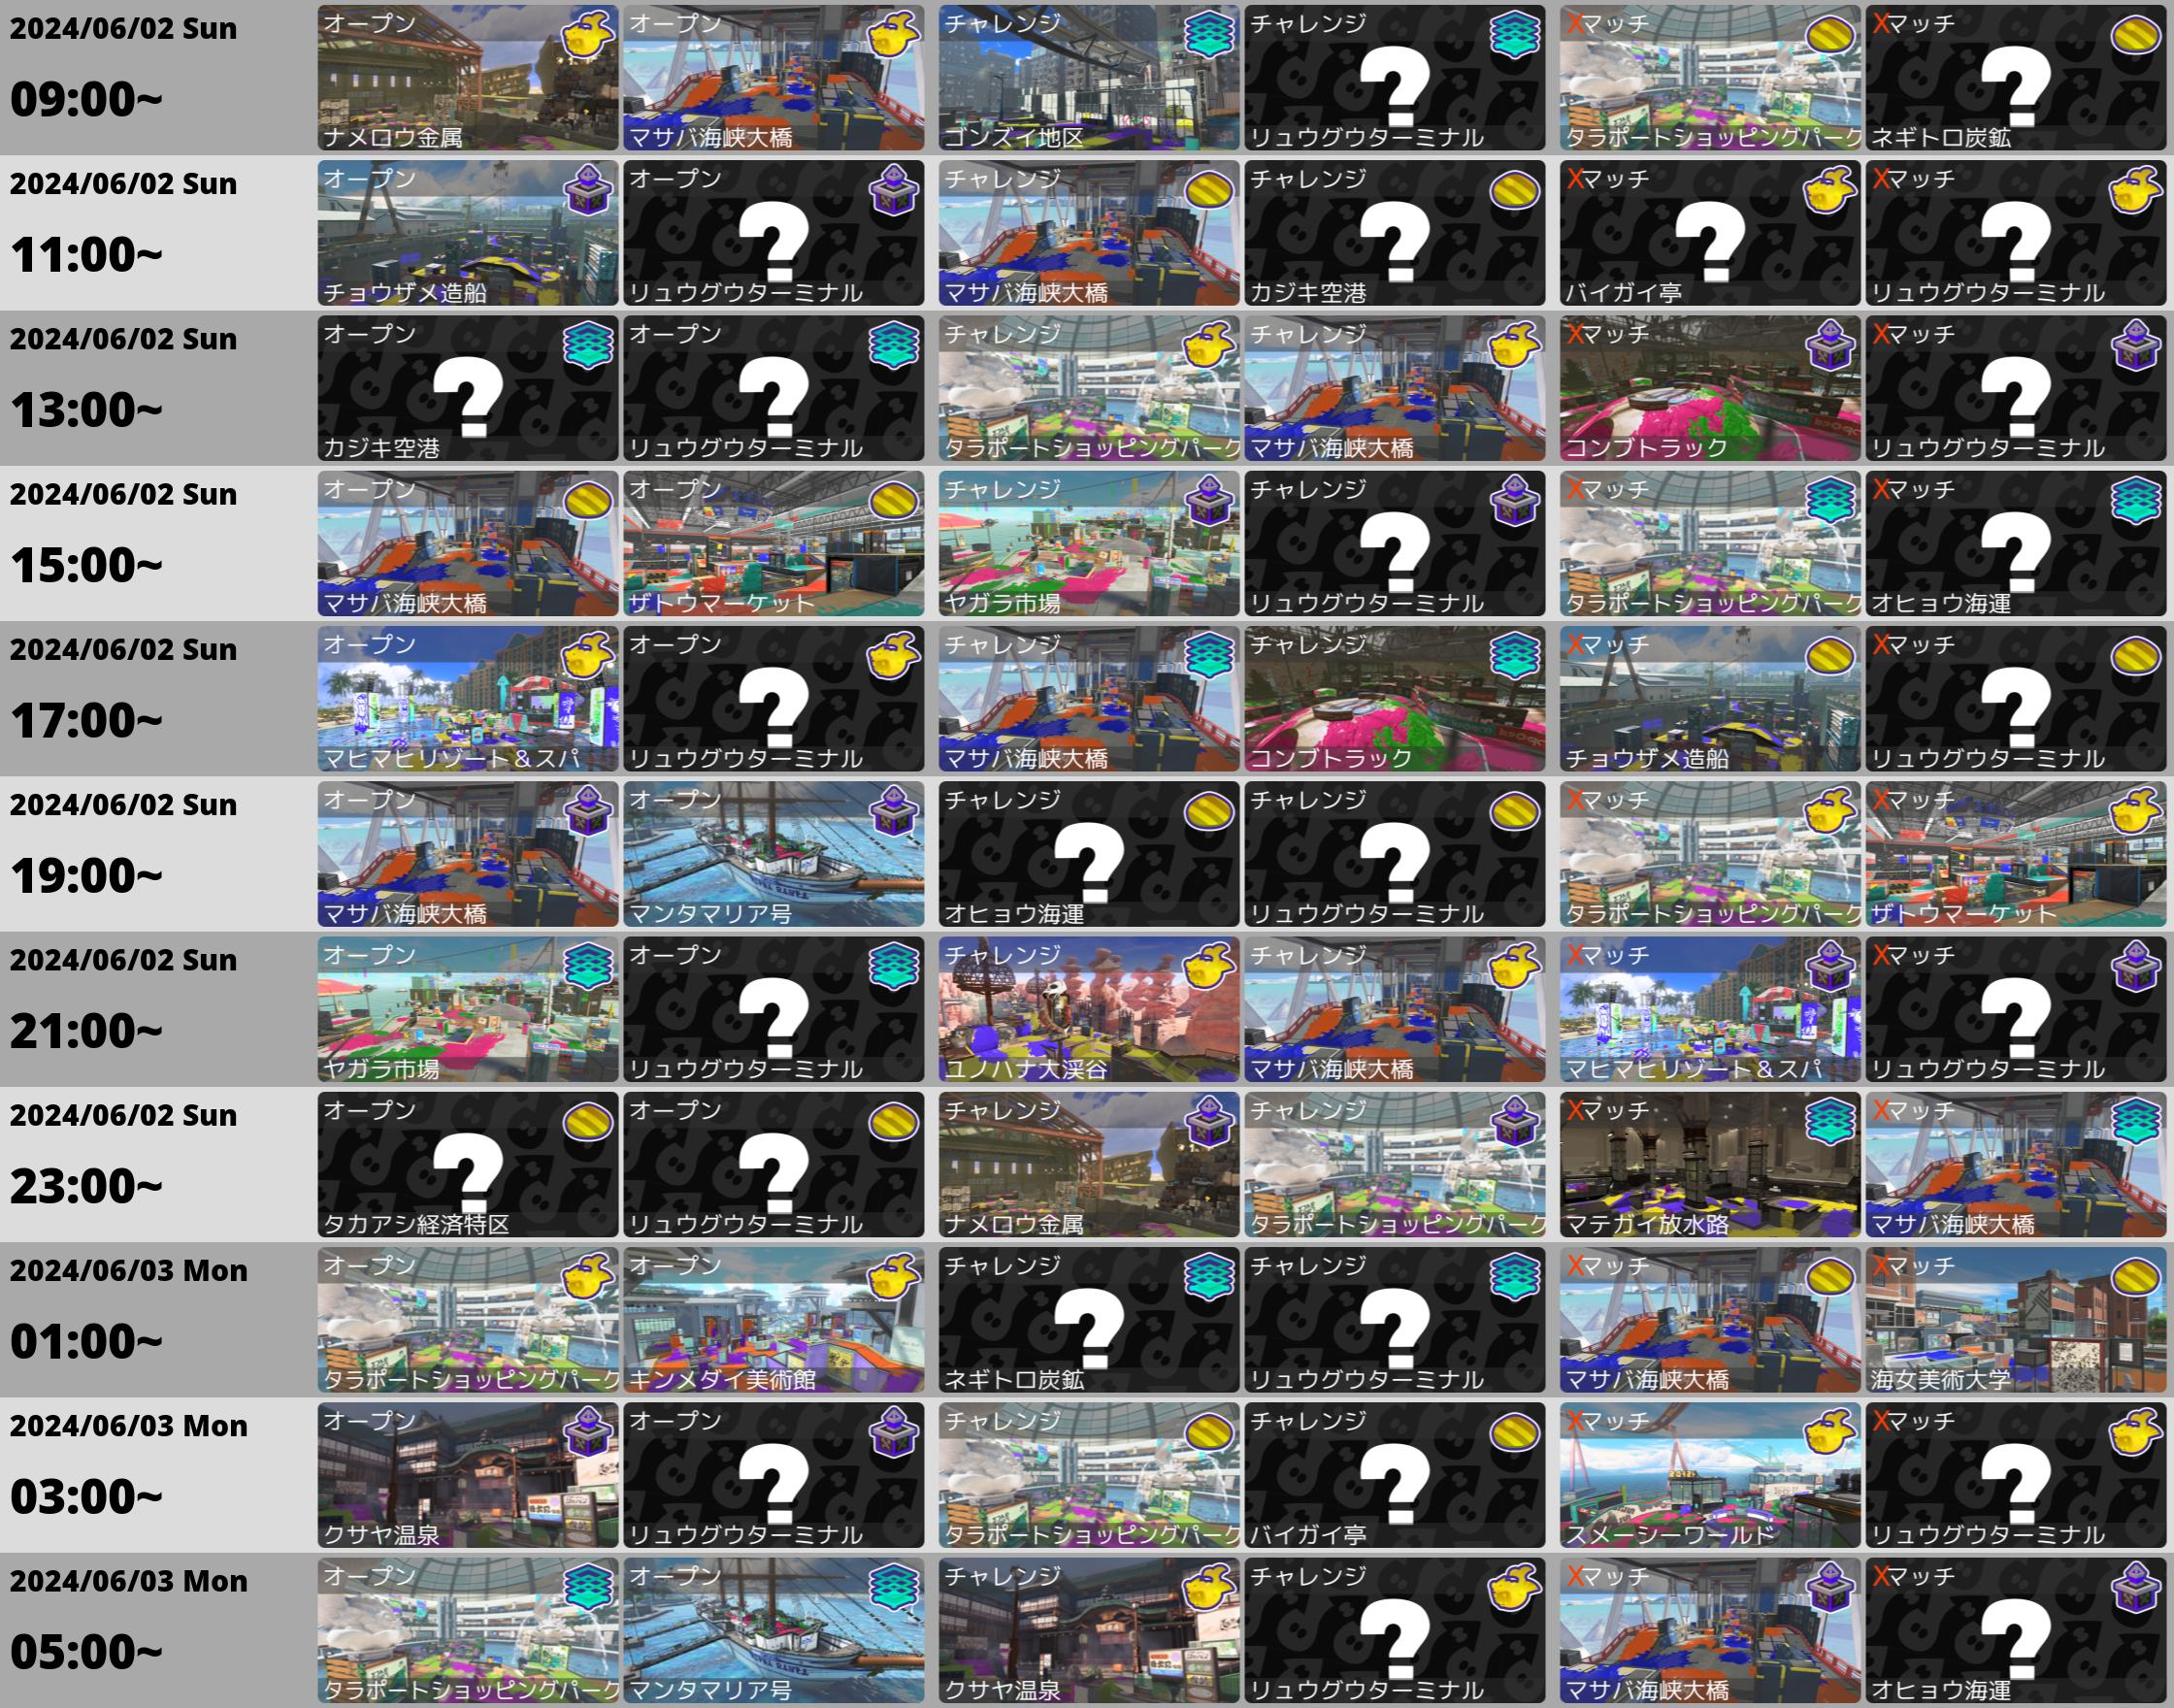 2024/06/02 Sun
09:00~
オープン
ナメロウ金属
オープン
マサバ海峡大橋
チャレンジ
ゴンズイ地区
チャレンジ
リュウグウターミナル
Xマッチ
タラポートショッピングパーク
Xマッチ
ネギトロ炭鉱
2024/06/02 Sun
11:00~
オープン
チョウザメ造船
オープン
リュウグウターミナル
チャレンジ
マサバ海峡大橋
チャレンジ
カジキ空港
Xマッチ
バイガイ亭
Xマッチ
リュウグウターミナル
2024/06/02 Sun
13:00~
オープン
カジキ空港
オープン
リュウグウターミナル
チャレンジ
タラポートショッピングパーク
チャレンジ
マサバ海峡大橋
Xマッチ
コンブトラック
Xマッチ
リュウグウターミナル
2024/06/02 Sun
15:00~
オープン
マサバ海峡大橋
オープン
ザトウマーケット
チャレンジ
ヤガラ市場
チャレンジ
リュウグウターミナル
Xマッチ
タラポートショッピングパーク
Xマッチ
オヒョウ海運
2024/06/02 Sun
17:00~
オープン
マヒマヒリゾート＆スパ
オープン
リュウグウターミナル
チャレンジ
マサバ海峡大橋
チャレンジ
コンブトラック
Xマッチ
チョウザメ造船
Xマッチ
リュウグウターミナル
2024/06/02 Sun
19:00~
オープン
マサバ海峡大橋
オープン
マンタマリア号
チャレンジ
オヒョウ海運
チャレンジ
リュウグウターミナル
Xマッチ
タラポートショッピングパーク
Xマッチ
ザトウマーケット
2024/06/02 Sun
21:00~
オープン
ヤガラ市場
オープン
リュウグウターミナル
チャレンジ
ユノハナ大渓谷
チャレンジ
マサバ海峡大橋
Xマッチ
マヒマヒリゾート＆スパ
Xマッチ
リュウグウターミナル
2024/06/02 Sun
23:00~
オープン
タカアシ経済特区
オープン
リュウグウターミナル
チャレンジ
ナメロウ金属
チャレンジ
タラポートショッピングパーク
Xマッチ
マテガイ放水路
Xマッチ
マサバ海峡大橋
2024/06/03 Mon
01:00~
オープン
タラポートショッピングパーク
オープン
キンメダイ美術館
チャレンジ
ネギトロ炭鉱
チャレンジ
リュウグウターミナル
Xマッチ
マサバ海峡大橋
Xマッチ
海女美術大学
2024/06/03 Mon
03:00~
オープン
クサヤ温泉
オープン
リュウグウターミナル
チャレンジ
タラポートショッピングパーク
チャレンジ
バイガイ亭
Xマッチ
スメーシーワールド
Xマッチ
リュウグウターミナル
2024/06/03 Mon
05:00~
オープン
タラポートショッピングパーク
オープン
マンタマリア号
チャレンジ
クサヤ温泉
チャレンジ
リュウグウターミナル
Xマッチ
マサバ海峡大橋
Xマッチ
オヒョウ海運